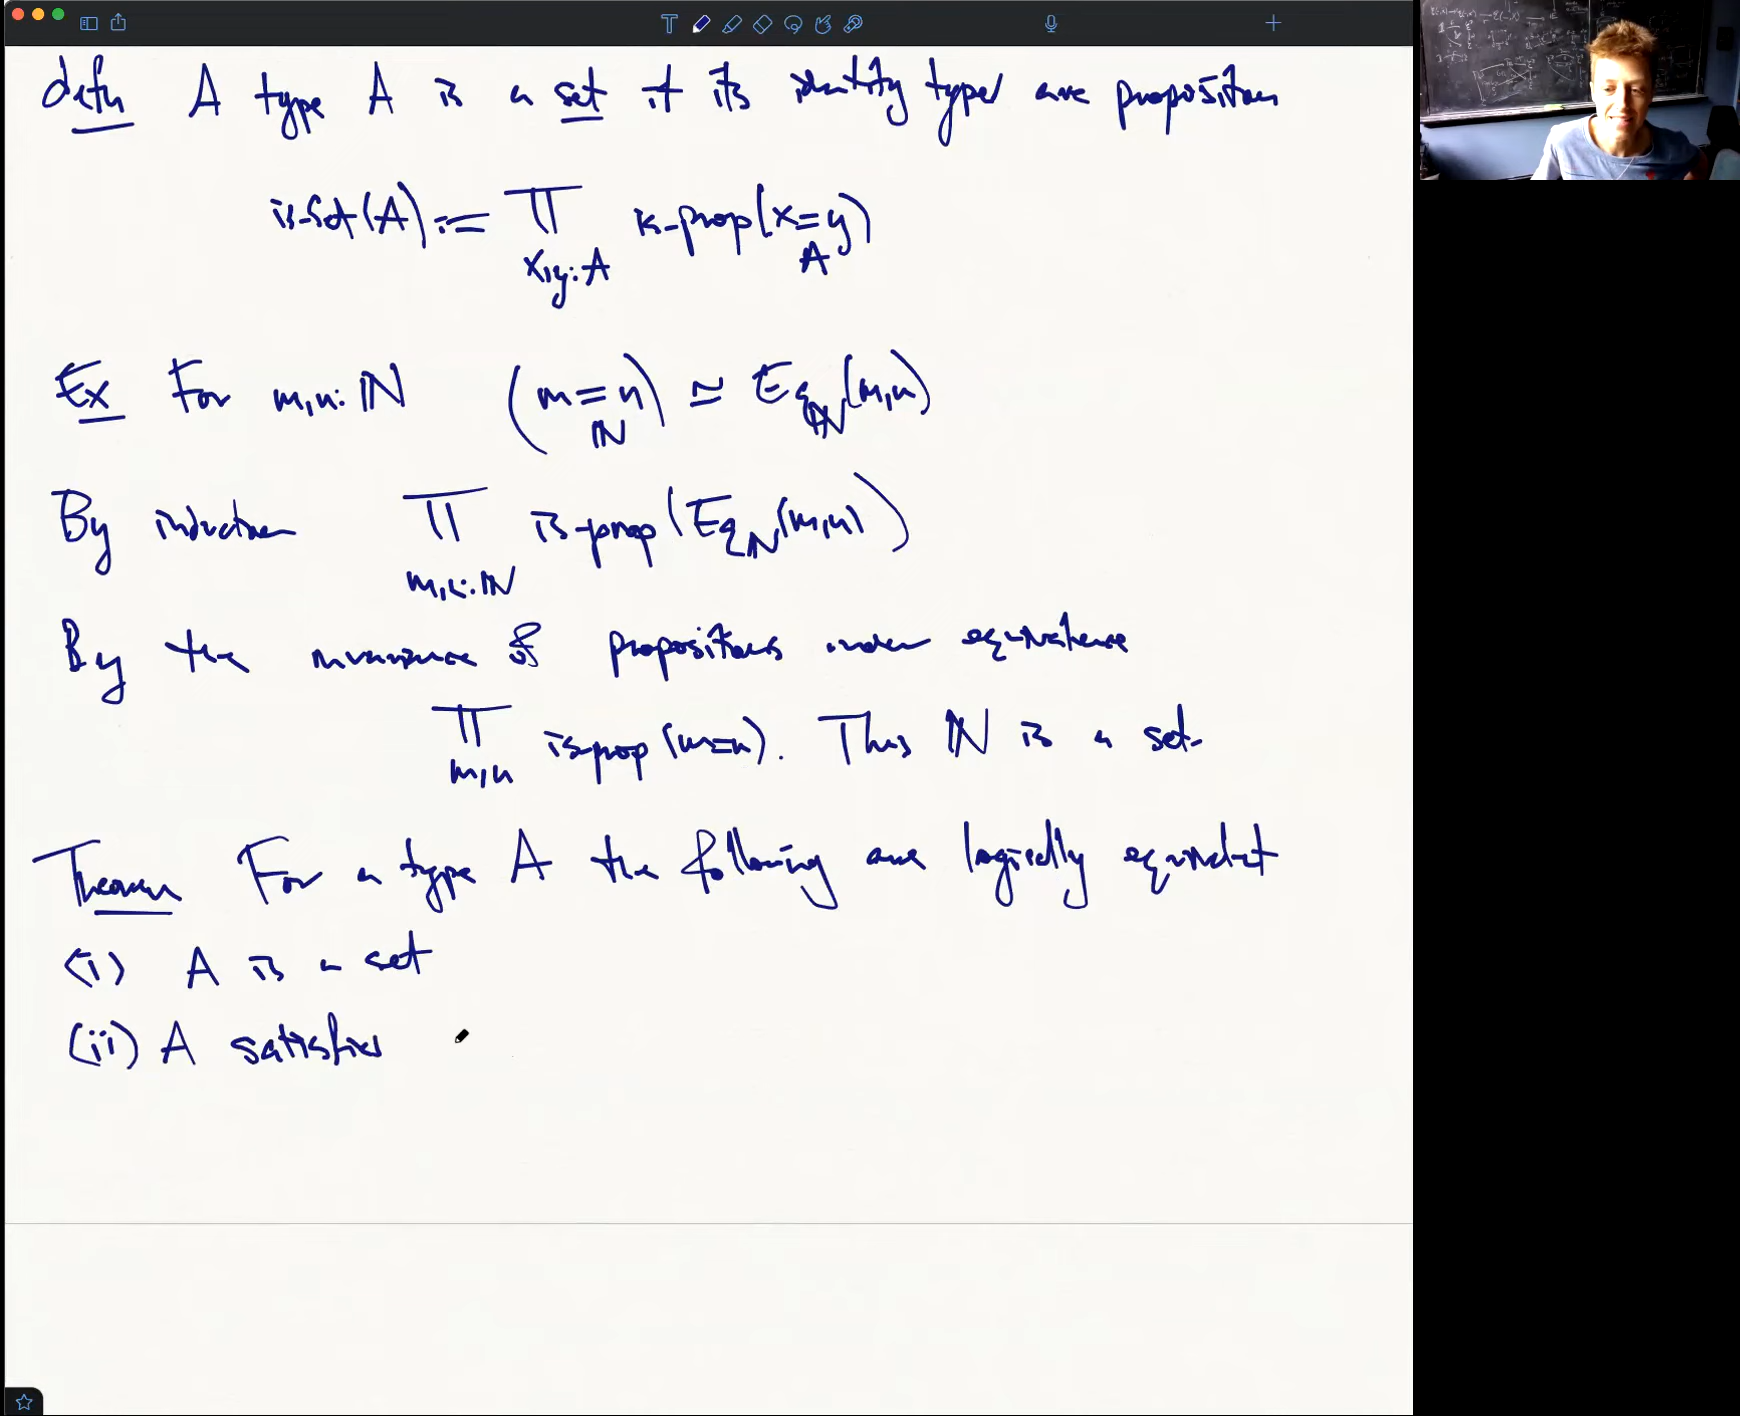 defn A type A is a set if its identity types are propositions
is-set(A) := Π is-prop(x = y)
x,y:A A
Ex For m,n:ℕ (m = n) ≃ Eq_ℕ(m,n)
ℕ
By induction Π is-prop(Eq_ℕ(m,n))
m,n:ℕ
By the invariance of propositions under equivalence
Π is-prop(m=n). Thus ℕ is a set.
m,n
Theorem For a type A the following are logically equivalent
(i) A is a set
(ii) A satisfies